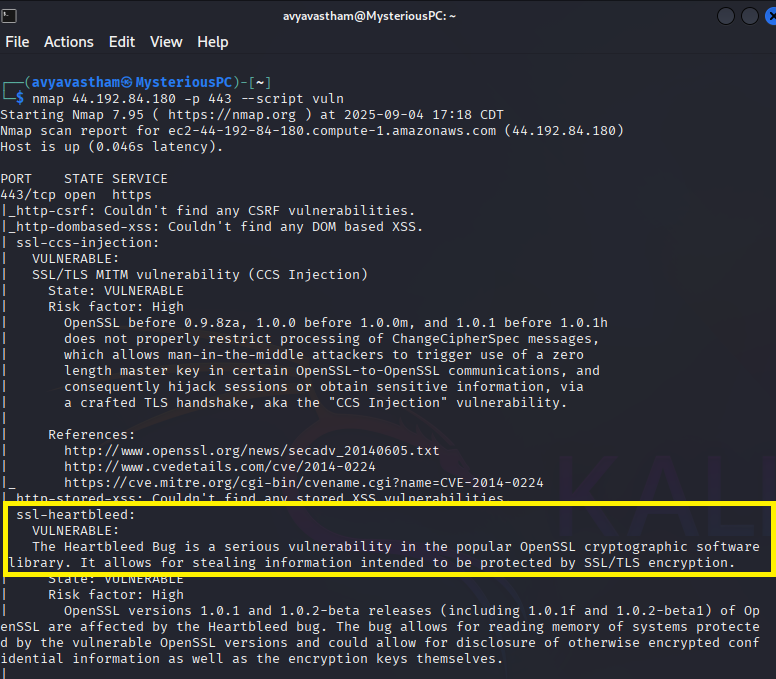 avyavastham@MysteriousPC: ~
File Actions Edit View Help
┌──(avyavastham㉿MysteriousPC)-[~]
└─$ nmap 44.192.84.180 -p 443 --script vuln
Starting Nmap 7.95 ( https://nmap.org ) at 2025-09-04 17:18 CDT
Nmap scan report for ec2-44-192-84-180.compute-1.amazonaws.com (44.192.84.180)
Host is up (0.046s latency).
PORT    STATE SERVICE
443/tcp open  https
|_http-csrf: Couldn't find any CSRF vulnerabilities.
|_http-dombased-xss: Couldn't find any DOM based XSS.
| ssl-ccs-injection:
|   VULNERABLE:
|   SSL/TLS MITM vulnerability (CCS Injection)
|     State: VULNERABLE
|     Risk factor: High
|       OpenSSL before 0.9.8za, 1.0.0 before 1.0.0m, and 1.0.1 before 1.0.1h
|       does not properly restrict processing of ChangeCipherSpec messages,
|       which allows man-in-the-middle attackers to trigger use of a zero
|       length master key in certain OpenSSL-to-OpenSSL communications, and
|       consequently hijack sessions or obtain sensitive information, via
|       a crafted TLS handshake, aka the "CCS Injection" vulnerability.
|
|     References:
|       http://www.openssl.org/news/secadv_20140605.txt
|       http://www.cvedetails.com/cve/2014-0224
|_      https://cve.mitre.org/cgi-bin/cvename.cgi?name=CVE-2014-0224
|_http-stored-xss: Couldn't find any stored XSS vulnerabilities.
| ssl-heartbleed:
|   VULNERABLE:
|   The Heartbleed Bug is a serious vulnerability in the popular OpenSSL cryptographic software
library. It allows for stealing information intended to be protected by SSL/TLS encryption.
|     State: VULNERABLE
|     Risk factor: High
|       OpenSSL versions 1.0.1 and 1.0.2-beta releases (including 1.0.1f and 1.0.2-beta1) of Op
enSSL are affected by the Heartbleed bug. The bug allows for reading memory of systems protecte
d by the vulnerable OpenSSL versions and could allow for disclosure of otherwise encrypted conf
idential information as well as the encryption keys themselves.
|
KALI